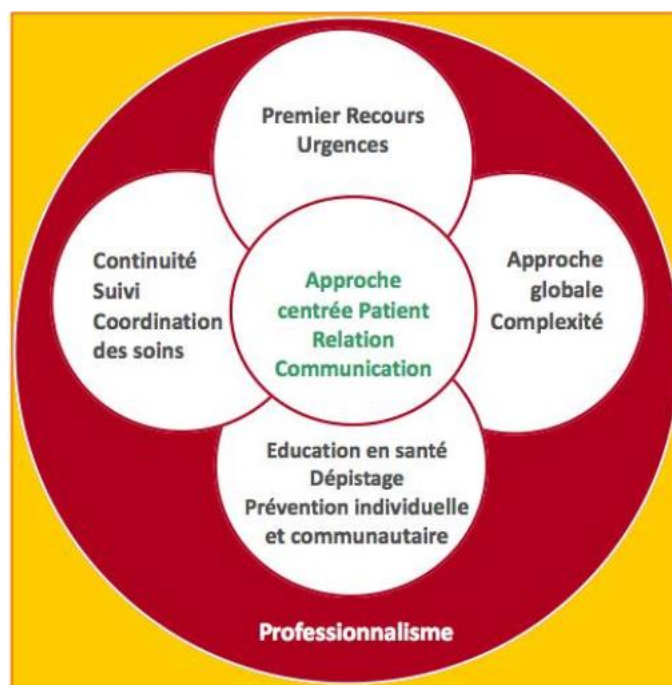 Premier Recours
Urgences
Continuité
Suivi
Coordination
des soins
Approche
centrée Patient
Relation
Communication
Approche
globale
Complexité
Education en santé
Dépistage
Prévention individuelle
et communautaire
Professionnalisme